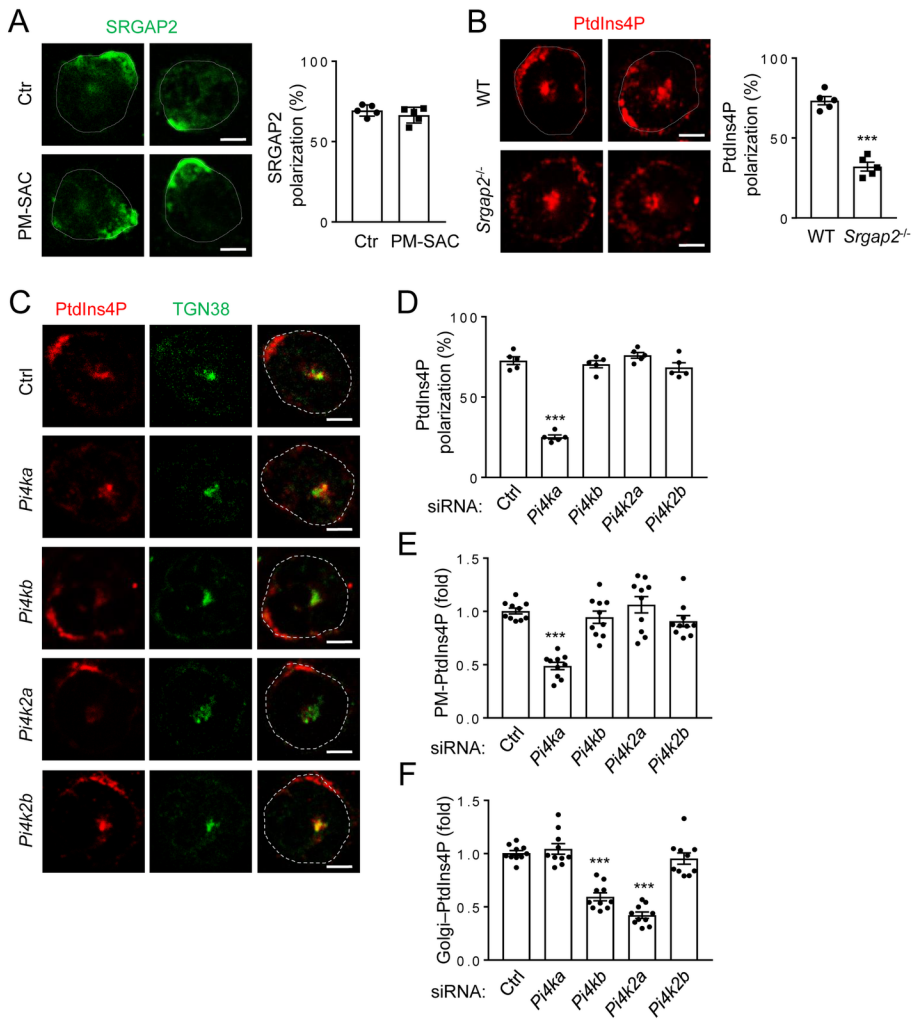 A
SRGAP2
Ctr
PM-SAC
SRGAP2
polarization (%)
100
50
0
Ctr PM-SAC
B
PtdIns4P
WT
Srgap2-/-
PtdIns4P
polarization (%)
100
50
0
***
WT Srgap2-/-
C
PtdIns4P TGN38
Ctrl
Pi4ka
Pi4kb
Pi4k2a
Pi4k2b
D
PtdIns4P
polarization (%)
100
50
0
***
siRNA: Ctrl Pi4ka Pi4kb Pi4k2a Pi4k2b
E
PM-PtdIns4P (fold)
1.5
1.0
0.5
0.0
***
siRNA: Ctrl Pi4ka Pi4kb Pi4k2a Pi4k2b
F
Golgi–PtdIns4P (fold)
1.5
1.0
0.5
0.0
***
***
siRNA: Ctrl Pi4ka Pi4kb Pi4k2a Pi4k2b